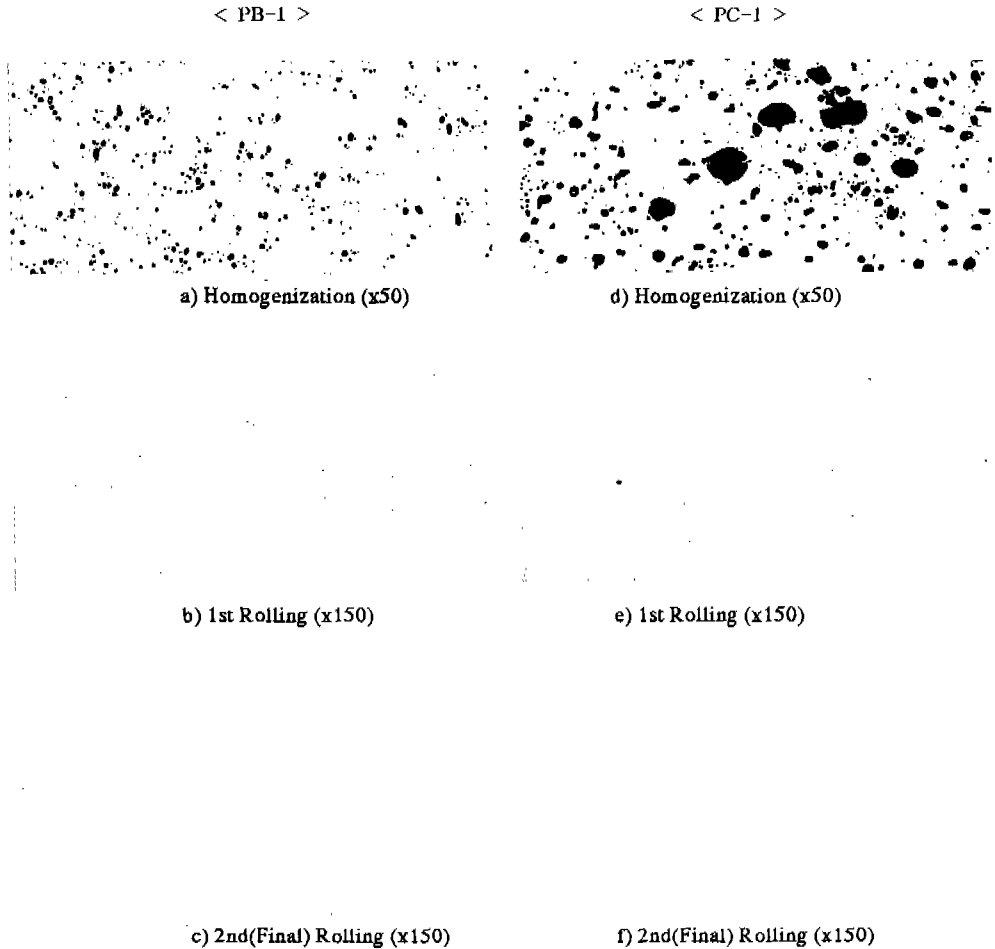 < PB-1 >
< PC-1 >
a) Homogenization (x50)
d) Homogenization (x50)
b) 1st Rolling (x150)
e) 1st Rolling (x150)
c) 2nd(Final) Rolling (x150)
f) 2nd(Final) Rolling (x150)